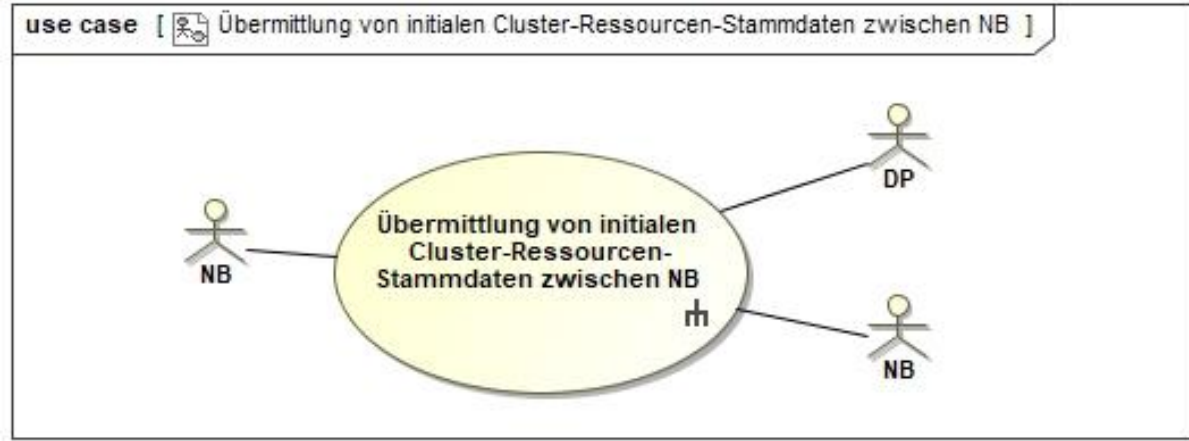 use case [ Übermittlung von initialen Cluster-Ressourcen-Stammdaten zwischen NB ]
DP
Übermittlung von initialen
Cluster-Ressourcen-
Stammdaten zwischen NB
NB
NB